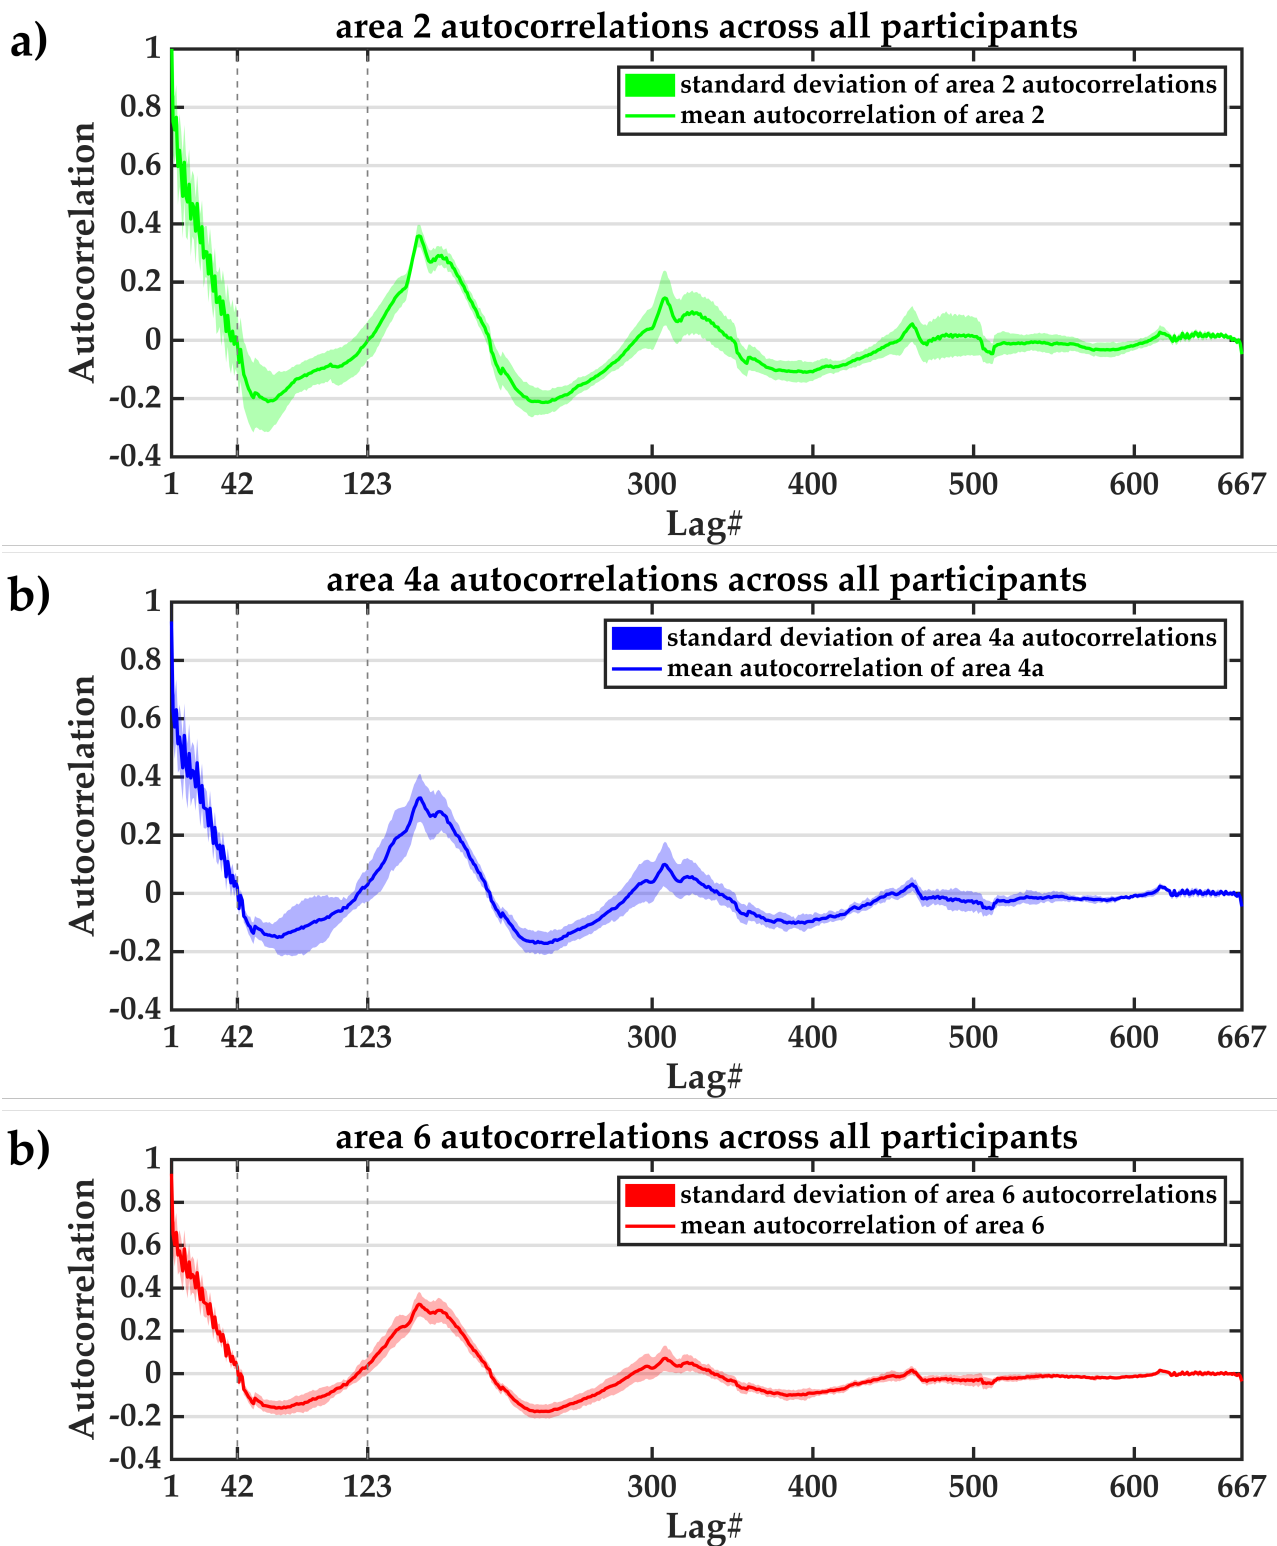 a)
area 2 autocorrelations across all participants
standard deviation of area 2 autocorrelations
mean autocorrelation of area 2
Autocorrelation
1
0.8
0.6
0.4
0.2
0
-0.2
-0.4
1 42 123 300 400 500 600 667
Lag#
b)
area 4a autocorrelations across all participants
standard deviation of area 4a autocorrelations
mean autocorrelation of area 4a
Autocorrelation
1
0.8
0.6
0.4
0.2
0
-0.2
-0.4
1 42 123 300 400 500 600 667
Lag#
b)
area 6 autocorrelations across all participants
standard deviation of area 6 autocorrelations
mean autocorrelation of area 6
Autocorrelation
1
0.8
0.6
0.4
0.2
0
-0.2
-0.4
1 42 123 300 400 500 600 667
Lag#